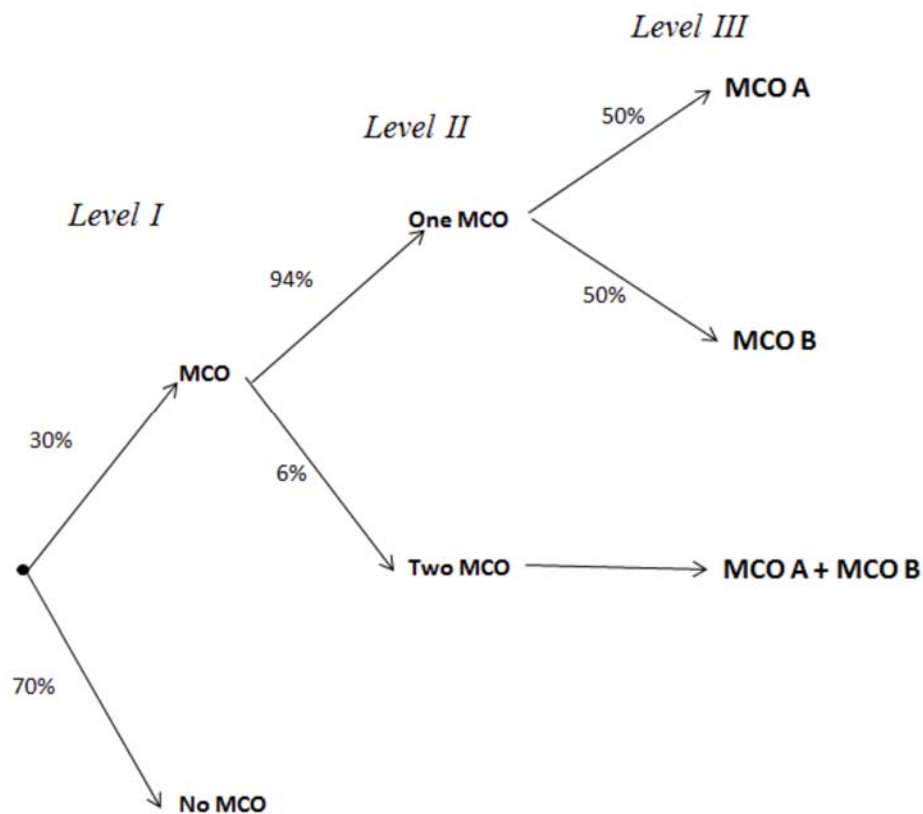 Level III
MCO A
50%
Level II
One MCO
Level I
94%
50%
MCO B
MCO
30%
6%
Two MCO
MCO A + MCO B
70%
No MCO